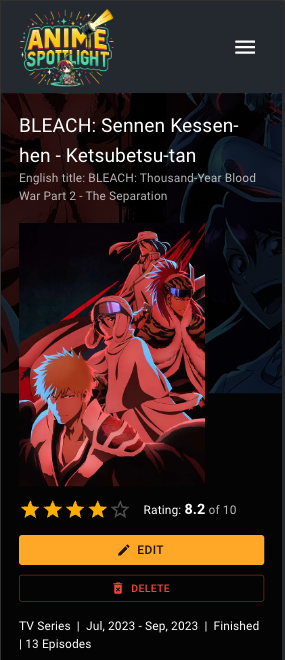 ANIME
SPOTLIGHT
BLEACH: Sennen Kessen-
hen - Ketsubetsu-tan
English title: BLEACH: Thousand-Year Blood
War Part 2 - The Separation
Rating: 8.2 of 10
EDIT
DELETE
TV Series | Jul, 2023 - Sep, 2023 | Finished
| 13 Episodes